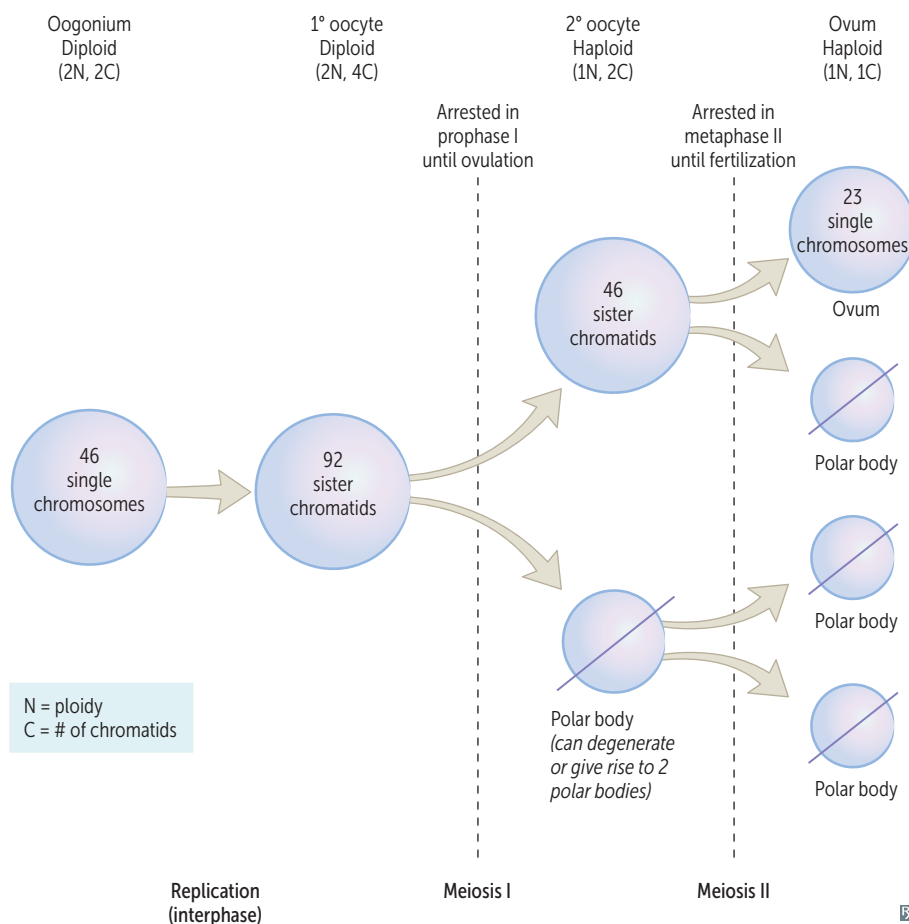 Oogonium
Diploid
(2N, 2C)
1° oocyte
Diploid
(2N, 4C)
2° oocyte
Haploid
(1N, 2C)
Ovum
Haploid
(1N, 1C)
Arrested in
prophase I
until ovulation
Arrested in
metaphase II
until fertilization
46
single
chromosomes
92
sister
chromatids
46
sister
chromatids
23
single
chromosomes
Ovum
Polar body
Polar body
Polar body
Polar body
(can degenerate
or give rise to 2
polar bodies)
N = ploidy
C = # of chromatids
Replication
(interphase)
Meiosis I
Meiosis II